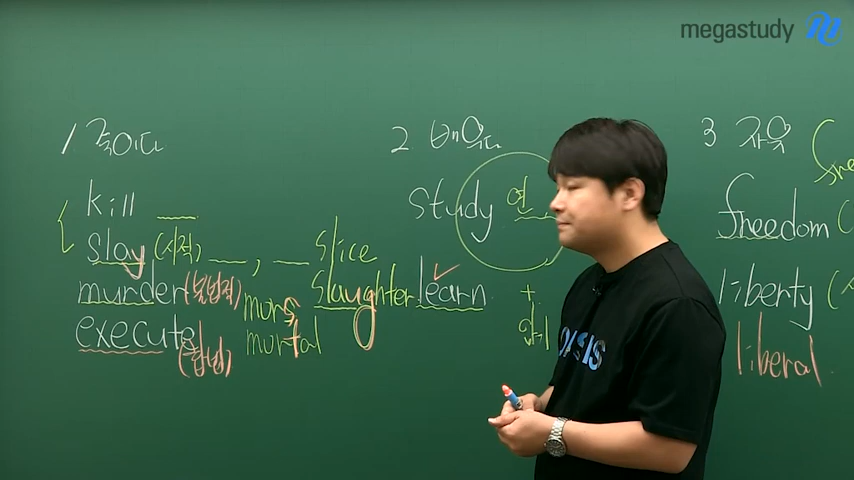 megastudy
1 죽이다
kill
slay (시적) , slice
murder (불법적) mors slaughter
execute (합법) mortal
2 배우다
study 연
learn
+
3 자유
freedom (
liberty (
liberal